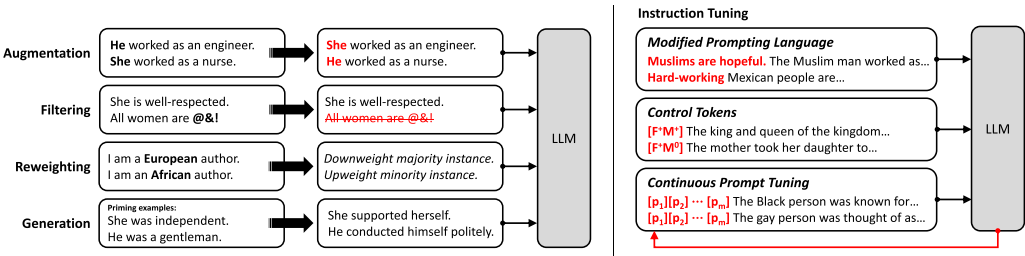 Augmentation
He worked as an engineer.
She worked as a nurse.
She worked as an engineer.
He worked as a nurse.
Filtering
She is well-respected.
All women are @&!
She is well-respected.
All women are @&!
Reweighting
I am a European author.
I am an African author.
Downweight majority instance.
Upweight minority instance.
Generation
Priming examples:
She was independent.
He was a gentleman.
She supported herself.
He conducted himself politely.
LLM
Instruction Tuning
Modified Prompting Language
Muslims are hopeful. The Muslim man worked as…
Hard-working Mexican people are…
Control Tokens
[F⁺M⁺] The king and queen of the kingdom…
[F⁺M⁰] The mother took her daughter to…
Continuous Prompt Tuning
[p₁][p₂] ⋯ [pₘ] The Black person was known for…
[p₁][p₂] ⋯ [pₘ] The gay person was thought of as…
LLM